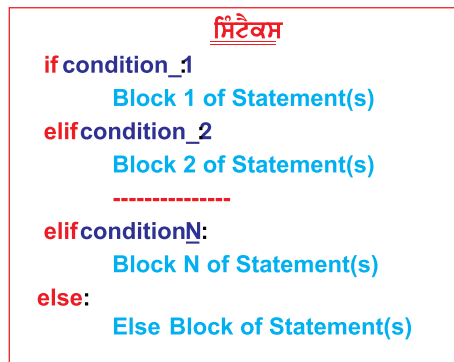 ਸਿੰਟੈਕਸ
if condition_1:
Block 1 of Statement(s)
elif condition_2:
Block 2 of Statement(s)
---------------
elif conditionN:
Block N of Statement(s)
else:
Else Block of Statement(s)